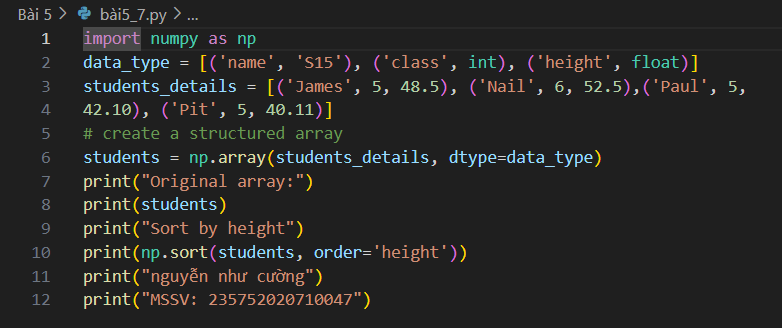 Bài 5 > bài5_7.py > ...
1 import numpy as np
2 data_type = [('name', 'S15'), ('class', int), ('height', float)]
3 students_details = [('James', 5, 48.5), ('Nail', 6, 52.5),('Paul', 5,
4 42.10), ('Pit', 5, 40.11)]
5 # create a structured array
6 students = np.array(students_details, dtype=data_type)
7 print("Original array:")
8 print(students)
9 print("Sort by height")
10 print(np.sort(students, order='height'))
11 print("nguyễn như cường")
12 print("MSSV: 235752020710047")